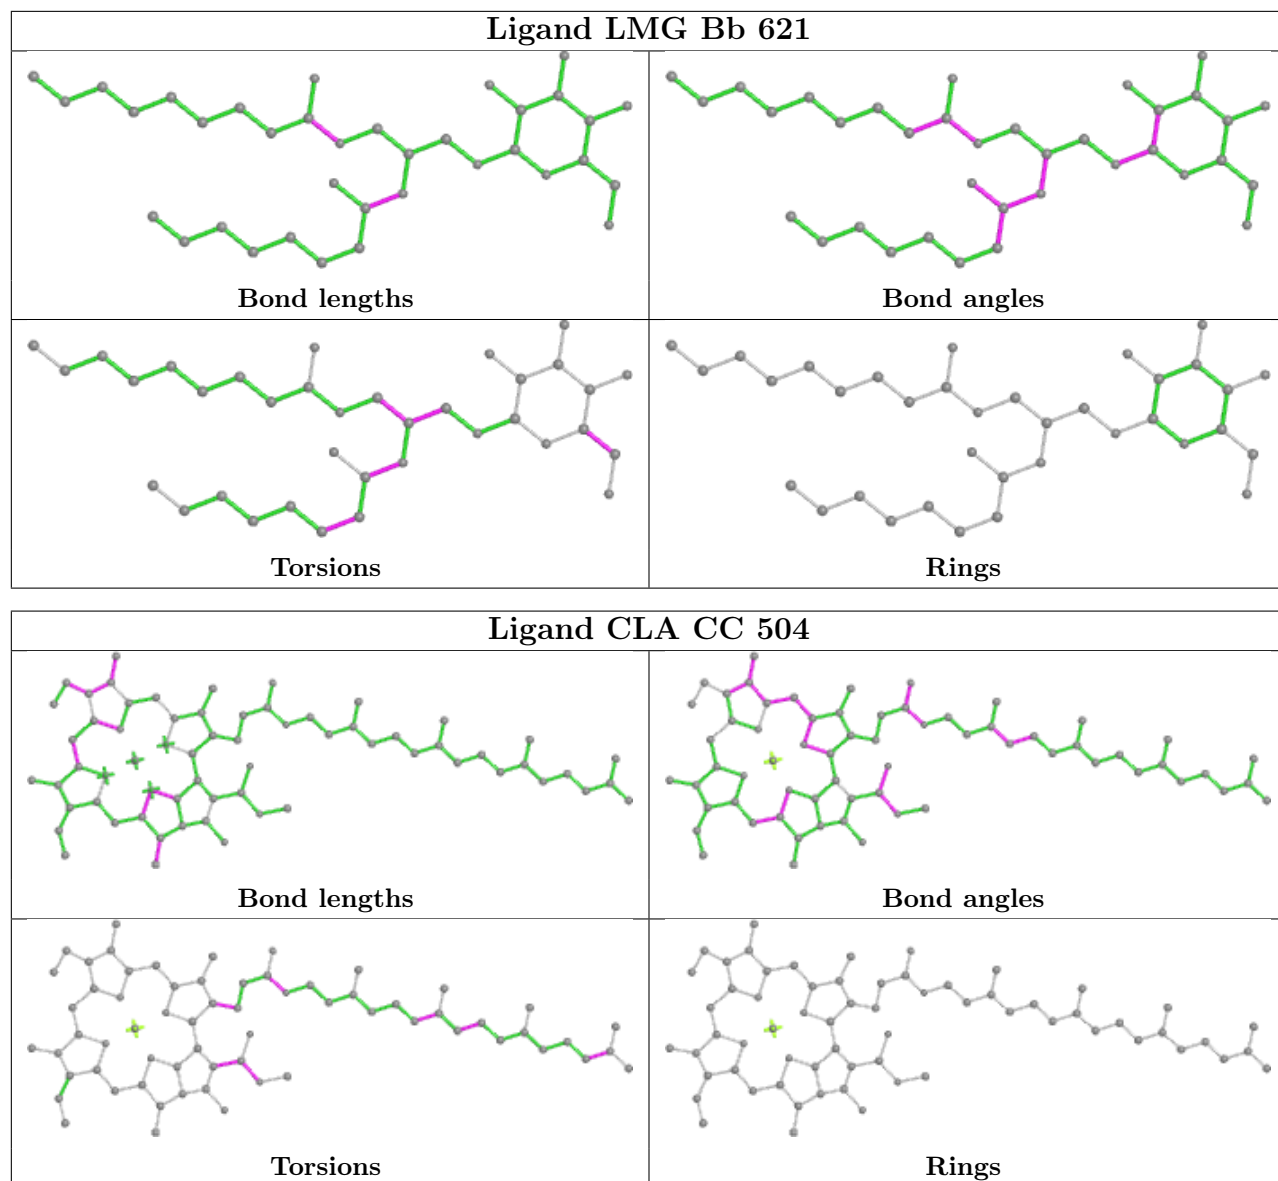 Ligand LMG Bb 621
Bond lengths
Bond angles
Torsions
Rings
Ligand CLA CC 504
Bond lengths
Bond angles
Torsions
Rings